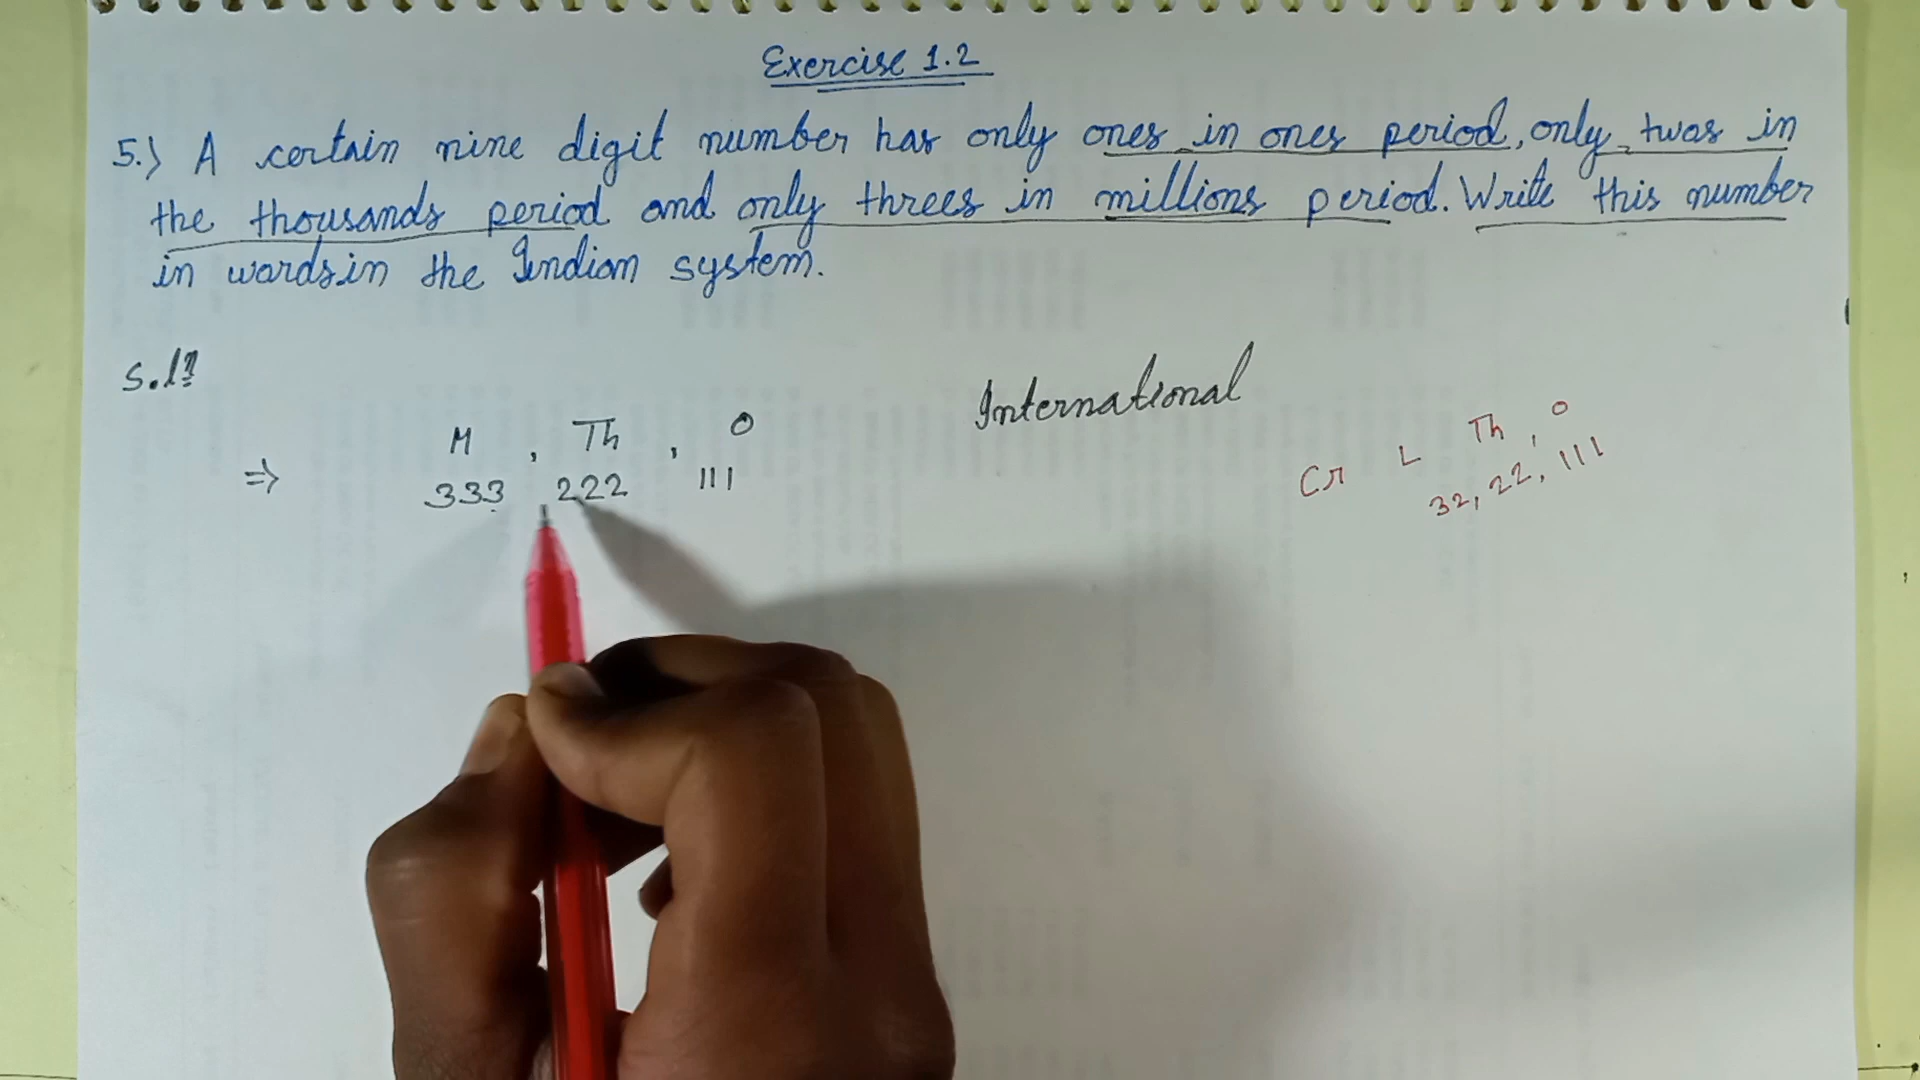 Exercise 1.2
5.) A certain nine digit number has only ones in ones period, only twos in
the thousands period and only threes in millions period. Write this number
in words in the Indian system.
Solⁿ
International
⇒ M , Th , O
333 222 111
Cr L Th , O
32, 22, 111